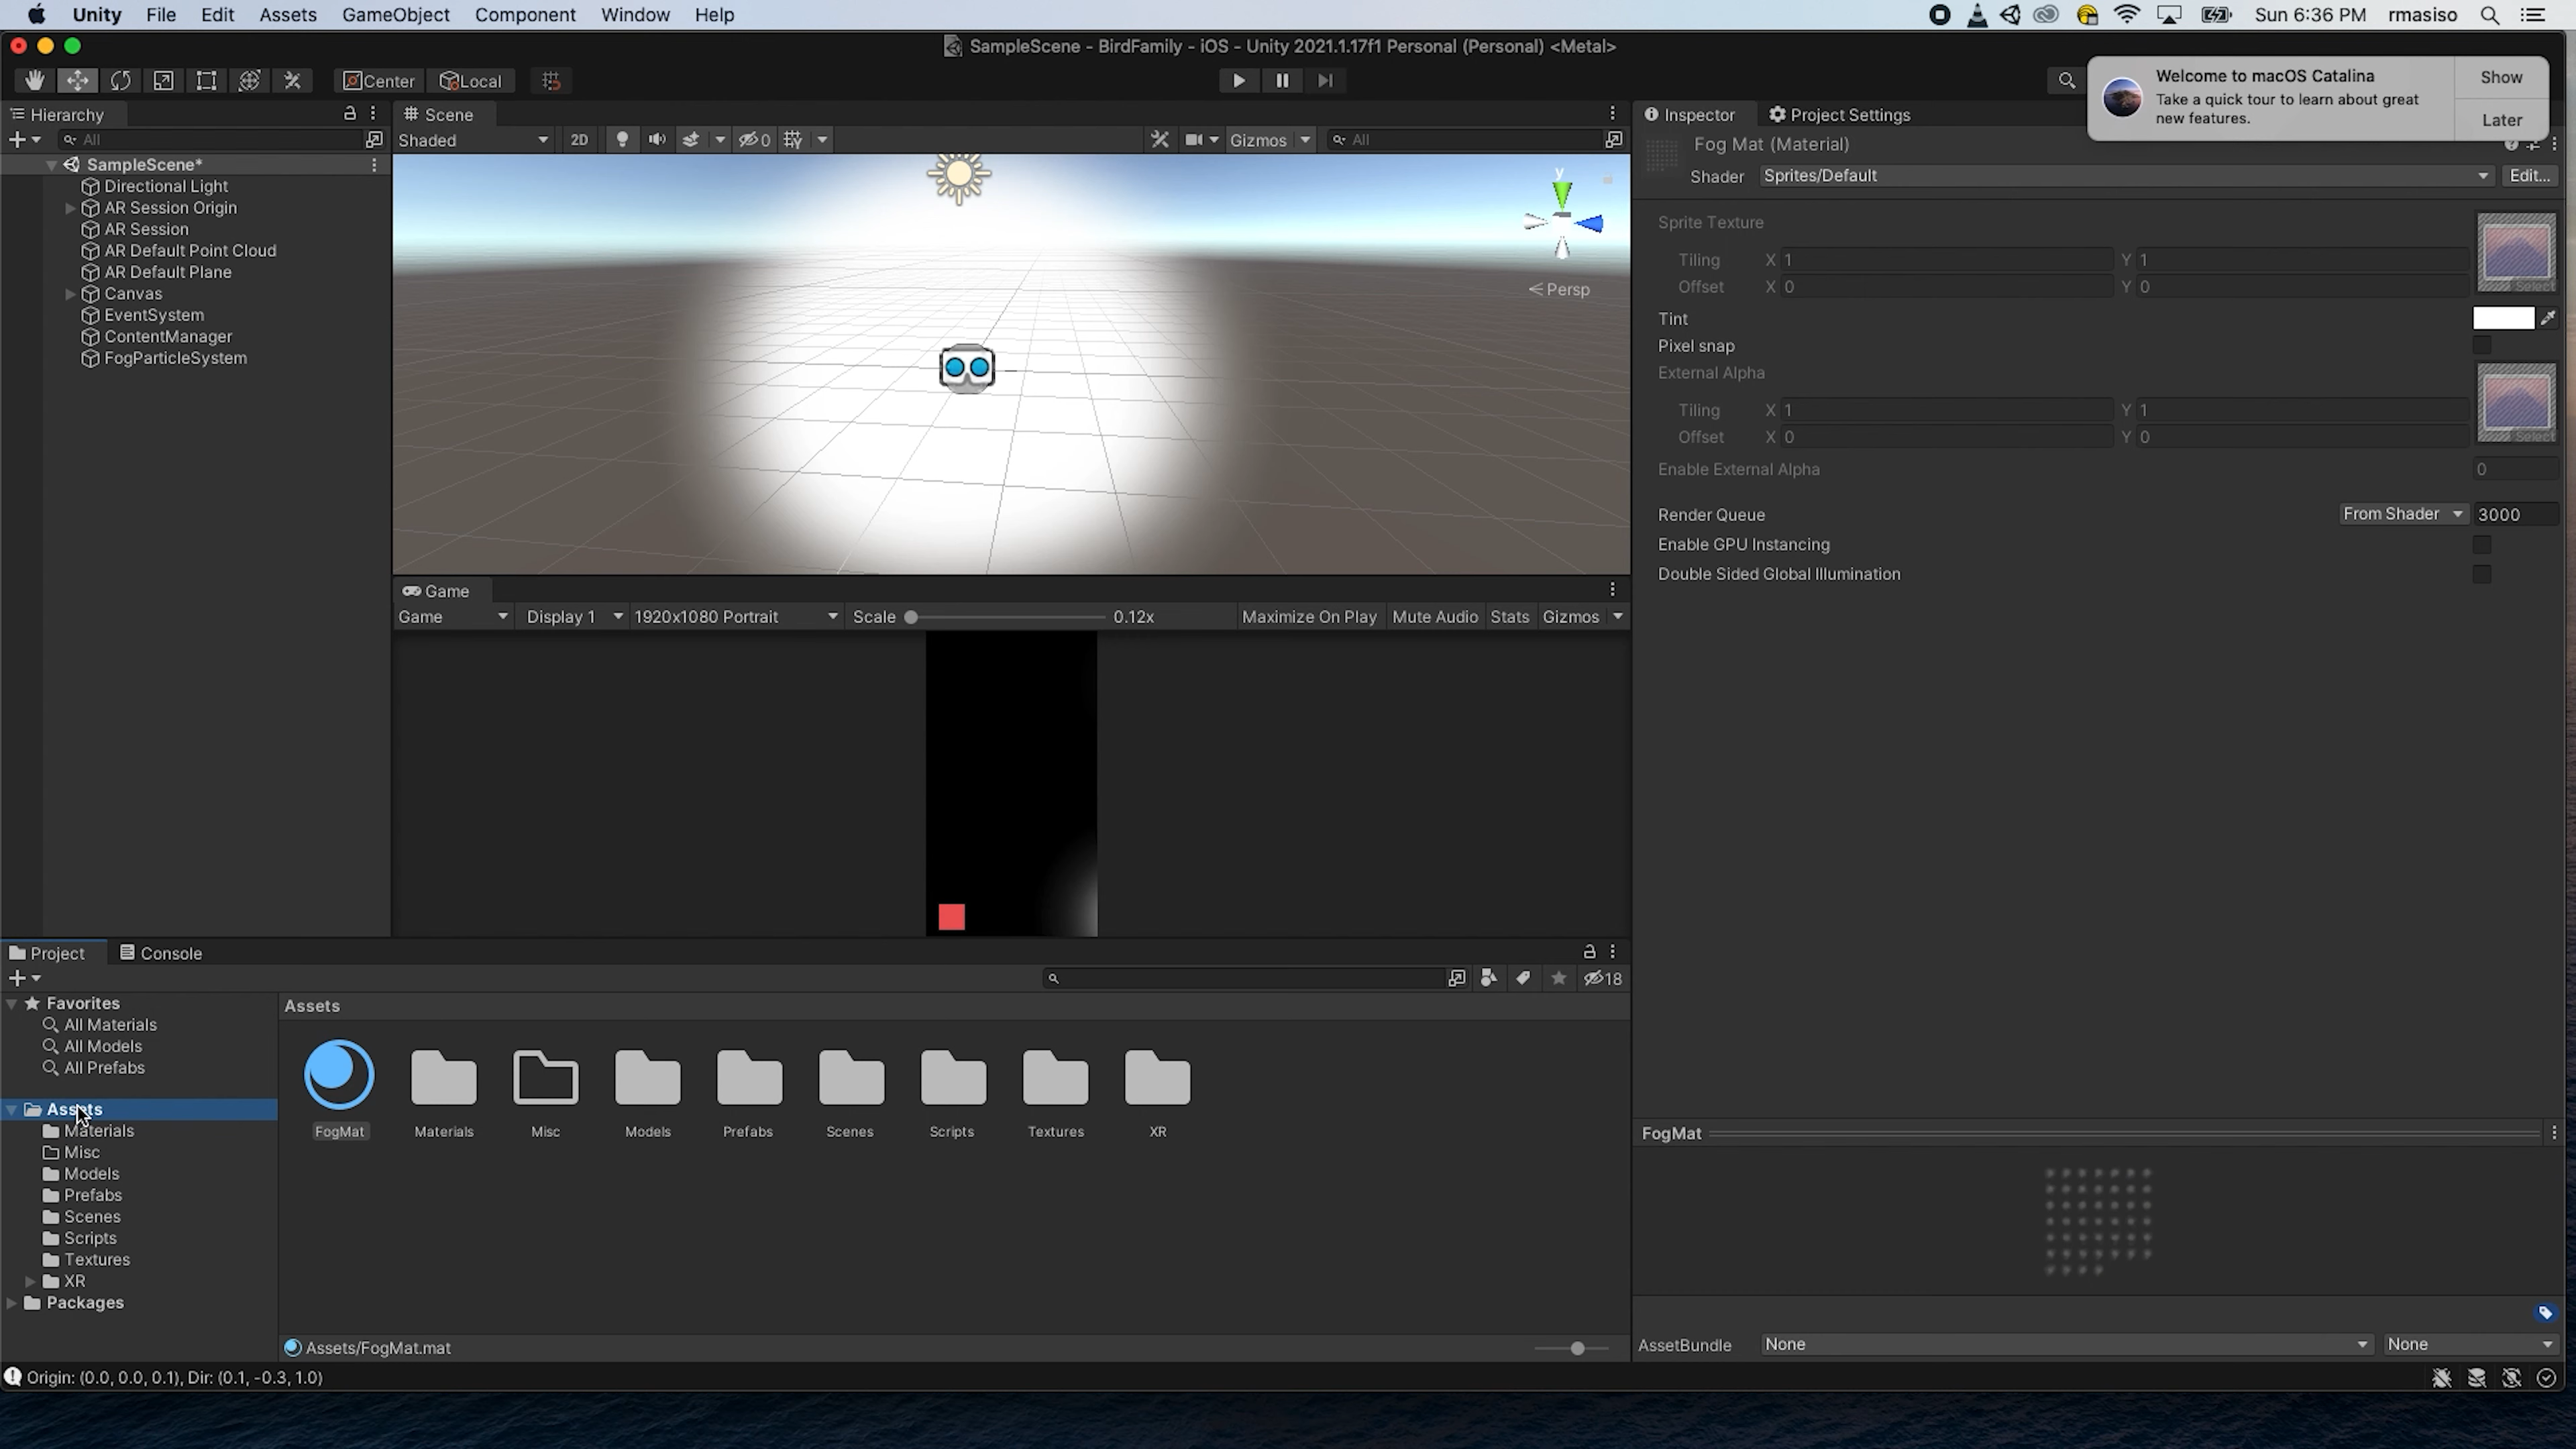 Unity File Edit Assets GameObject Component Window Help
Sun 6:36 PM rmasiso
SampleScene - BirdFamily - iOS - Unity 2021.1.17f1 Personal (Personal) <Metal>
Center Local
Welcome to macOS Catalina
Take a quick tour to learn about great
new features.
Show
Later
Hierarchy
All
SampleScene*
Directional Light
AR Session Origin
AR Session
AR Default Point Cloud
AR Default Plane
Canvas
EventSystem
ContentManager
FogParticleSystem
Scene
Shaded 2D 0 Gizmos All
y
Persp
Game
Game Display 1 1920x1080 Portrait Scale 0.12x Maximize On Play Mute Audio Stats Gizmos
Inspector Project Settings
Fog Mat (Material)
Shader Sprites/Default Edit...
Sprite Texture
Tiling X 1 Y 1
Offset X 0 Y 0
Select
Tint
Pixel snap
External Alpha
Tiling X 1 Y 1
Offset X 0 Y 0
Select
Enable External Alpha 0
Render Queue From Shader 3000
Enable GPU Instancing
Double Sided Global Illumination
Project Console
18
Favorites
All Materials
All Models
All Prefabs
Assets
Materials
Misc
Models
Prefabs
Scenes
Scripts
Textures
XR
Packages
Assets
FogMat Materials Misc Models Prefabs Scenes Scripts Textures XR
Assets/FogMat.mat
FogMat
AssetBundle None None
Origin: (0.0, 0.0, 0.1), Dir: (0.1, -0.3, 1.0)